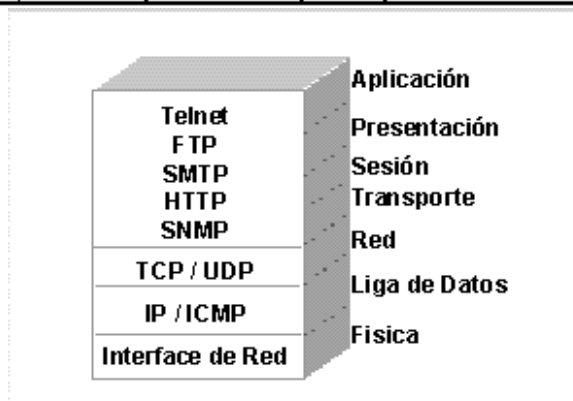 Telnet
FTP
SMTP
HTTP
SNMP
TCP / UDP
IP / ICMP
Interface de Red
Aplicación
Presentación
Sesión
Transporte
Red
Liga de Datos
Fisica